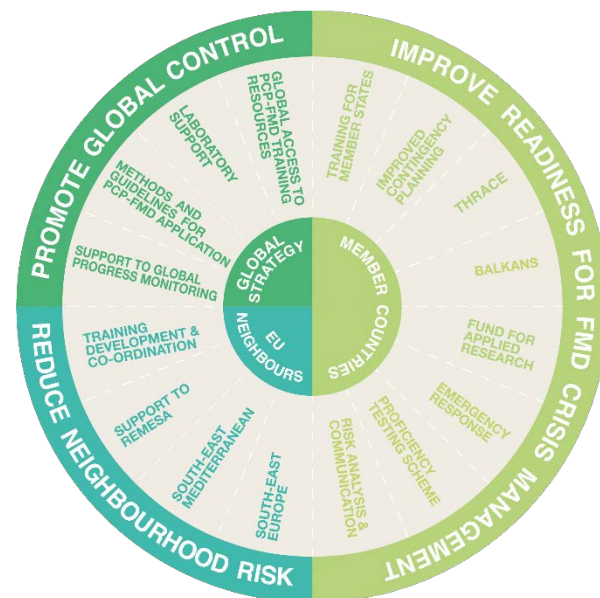 PROMOTE GLOBAL CONTROL
IMPROVE READINESS FOR FMD CRISIS MANAGEMENT
REDUCE NEIGHBOURHOOD RISK
GLOBAL
STRATEGY
MEMBER
COUNTRIES
EU
NEIGHBOURS
GLOBAL ACCESS TO
PCP-FMD TRAINING
RESOURCES
LABORATORY
SUPPORT
METHODS AND
GUIDELINES FOR
PCP-FMD APPLICATION
SUPPORT TO GLOBAL
PROGRESS MONITORING
TRAINING FOR
MEMBER STATES
IMPROVED
CONTINGENCY
PLANNING
THRACE
BALKANS
FUND FOR
APPLIED
RESEARCH
EMERGENCY
RESPONSE
PROFICIENCY
TESTING SCHEME
RISK ANALYSIS &
COMMUNICATION
TRAINING
DEVELOPMENT &
CO-ORDINATION
SUPPORT TO
REMESA
SOUTH-EAST
MEDITERRANEAN
SOUTH-EAST
EUROPE